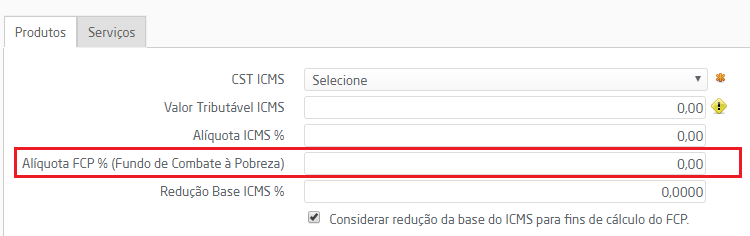 Produtos Serviços
CST ICMS Selecione
Valor Tributável ICMS 0,00
Alíquota ICMS % 0,00
Alíquota FCP % (Fundo de Combate à Pobreza) 0,00
Redução Base ICMS % 0,0000
Considerar redução da base do ICMS para fins de cálculo do FCP.